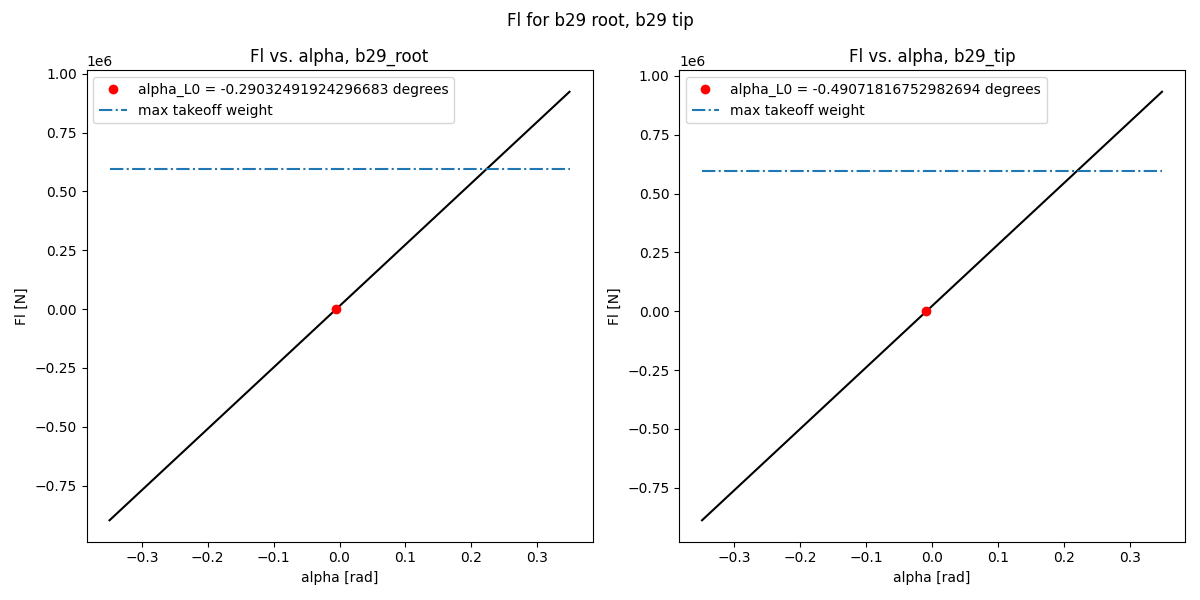 Fl for b29 root, b29 tip
Fl vs. alpha, b29_root
1e6
alpha_L0 = -0.29032491924296683 degrees
max takeoff weight
1.00
0.75
0.50
0.25
0.00
−0.25
−0.50
−0.75
Fl [N]
−0.3
−0.2
−0.1
0.0
0.1
0.2
0.3
alpha [rad]
Fl vs. alpha, b29_tip
1e6
alpha_L0 = -0.49071816752982694 degrees
max takeoff weight
1.00
0.75
0.50
0.25
0.00
−0.25
−0.50
−0.75
Fl [N]
−0.3
−0.2
−0.1
0.0
0.1
0.2
0.3
alpha [rad]